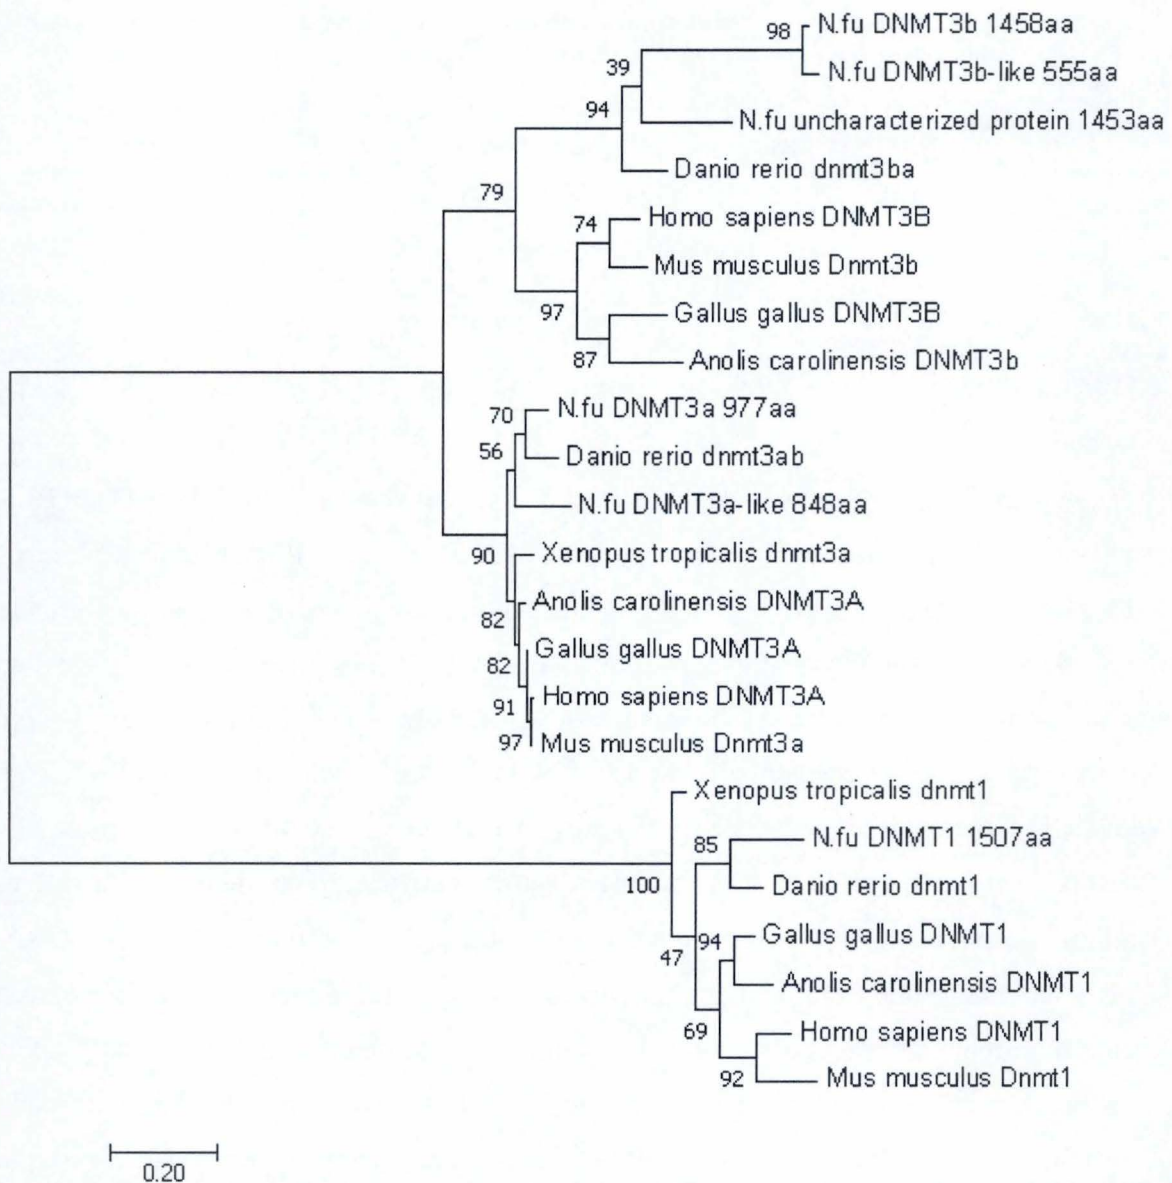 98
N.fu DNMT3b 1458aa
39
N.fu DNMT3b-like 555aa
94
N.fu uncharacterized protein 1453aa
Danio rerio dnmt3ba
79
74
Homo sapiens DNMT3B
Mus musculus Dnmt3b
97
Gallus gallus DNMT3B
87
Anolis carolinensis DNMT3b
70
N.fu DNMT3a 977aa
56
Danio rerio dnmt3ab
N.fu DNMT3a-like 848aa
90
Xenopus tropicalis dnmt3a
82
Anolis carolinensis DNMT3A
82
Gallus gallus DNMT3A
91
Homo sapiens DNMT3A
97
Mus musculus Dnmt3a
Xenopus tropicalis dnmt1
85
N.fu DNMT1 1507aa
100
Danio rerio dnmt1
47
94
Gallus gallus DNMT1
Anolis carolinensis DNMT1
69
Homo sapiens DNMT1
92
Mus musculus Dnmt1
0.20